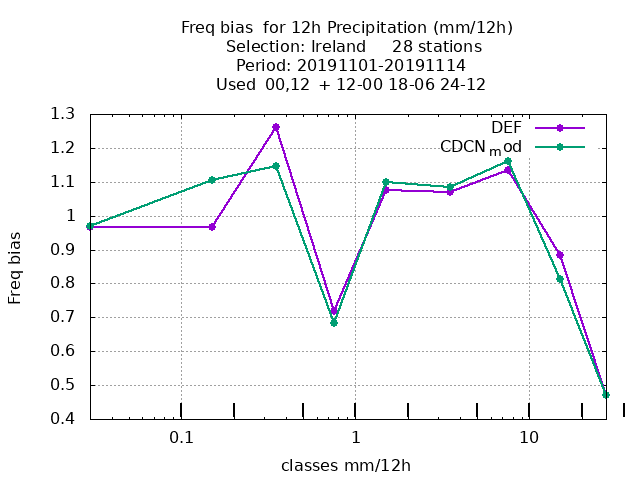 Freq bias  for 12h Precipitation (mm/12h)
Selection: Ireland     28 stations
Period: 20191101-20191114
Used  00,12  + 12-00 18-06 24-12
1.3
1.2
1.1
1
0.9
0.8
0.7
0.6
0.5
0.4
Freq bias
DEF
CDCNmod
0.1
1
10
classes mm/12h